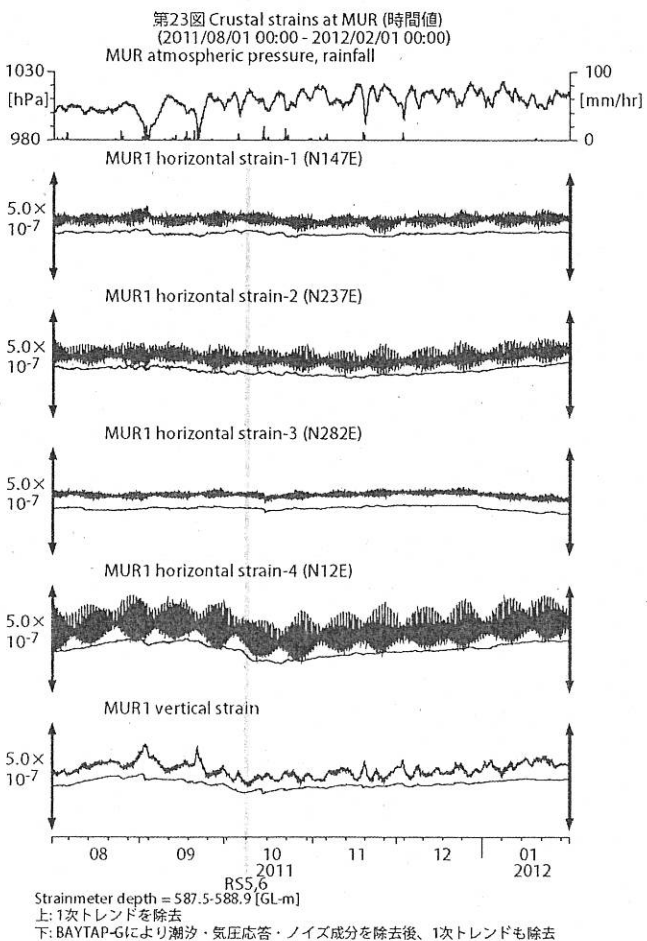 第23図 Crustal strains at MUR (時間値)
(2011/08/01 00:00 - 2012/02/01 00:00)
MUR atmospheric pressure, rainfall
1030
[hPa]
980
100
[mm/hr]
0
MUR1 horizontal strain-1 (N147E)
5.0×
10-7
MUR1 horizontal strain-2 (N237E)
5.0×
10-7
MUR1 horizontal strain-3 (N282E)
5.0×
10-7
MUR1 horizontal strain-4 (N12E)
5.0×
10-7
MUR1 vertical strain
5.0×
10-7
08 09 10 11 12 01
2011 2012
RS5,6
Strainmeter depth = 587.5-588.9 [GL-m]
上: 1次トレンドを除去
下: BAYTAP-Gにより潮汐・気圧応答・ノイズ成分を除去後、1次トレンドも除去